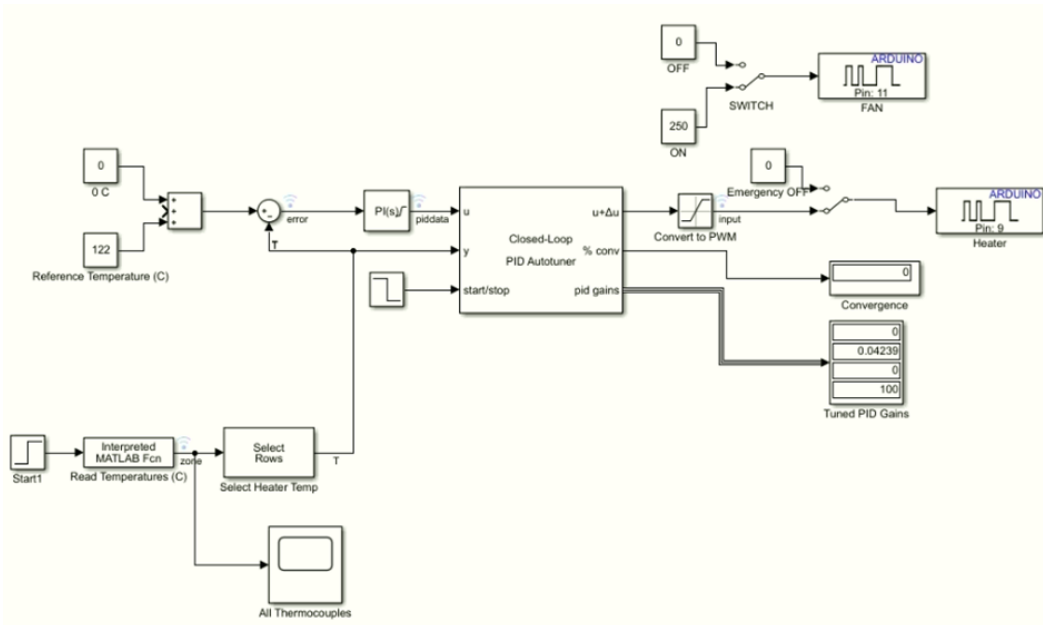 0
OFF
250
ON
SWITCH
ARDUINO
Pin: 11
FAN
0
Emergency OFF
ARDUINO
Pin: 9
Heater
0
0 C
122
Reference Temperature (C)
+
+
+
+
-
error
T
PI(s)
piddata
u
y
start/stop
Closed-Loop
PID Autotuner
u+Δu
% conv
pid gains
input
Convert to PWM
0
Convergence
0
0.04239
0
100
Tuned PID Gains
Start1
Interpreted
MATLAB Fcn
Read Temperatures (C)
zone
Select
Rows
Select Heater Temp
T
All Thermocouples